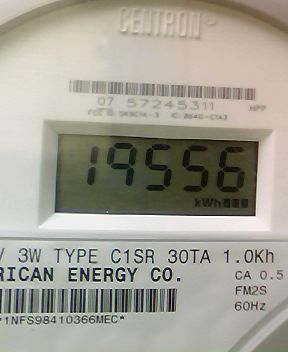 CENTRON
07 57245311 HPP
19556
kWh
V 3W TYPE C1SR 30TA 1.0Kh
RICAN ENERGY CO.
CA 0.5
FM2S
60Hz
*1NFS98410366MEC*